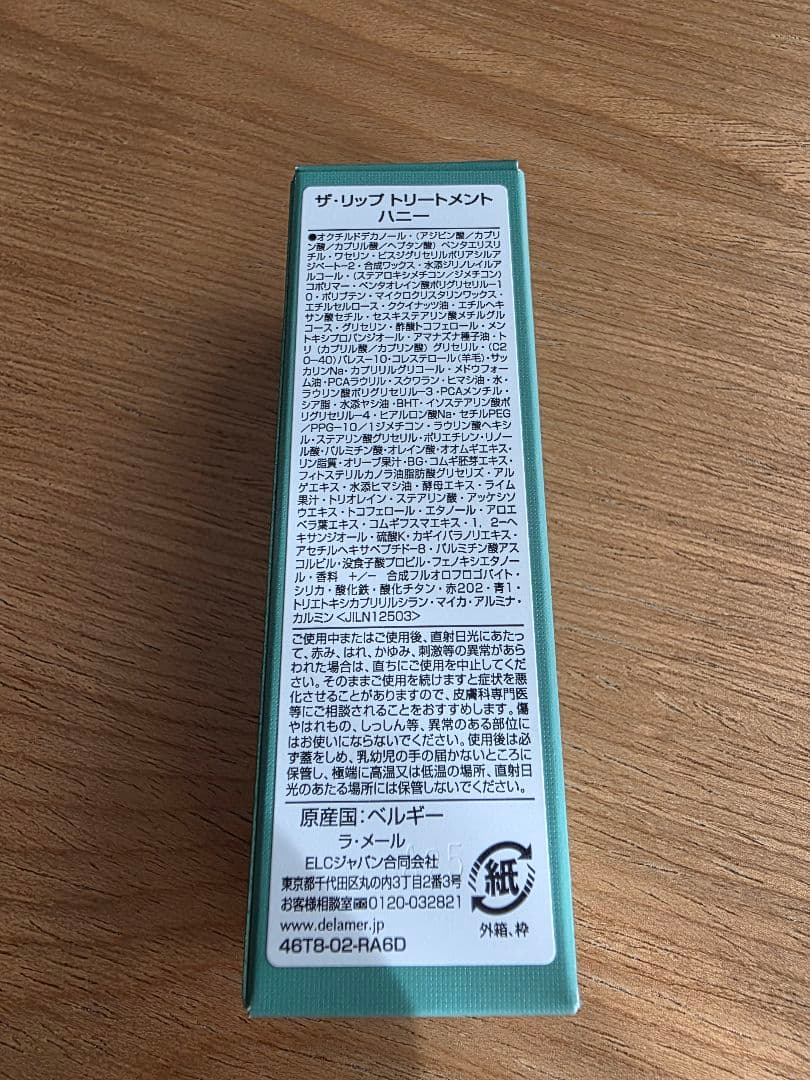 ザ・リップ トリートメント
ハニー
●オクチルドデカノール・(アジピン酸/カプリ
ン酸/カプリル酸/ヘプタン酸) ペンタエリスリ
チル・ワセリン・ビスジグリセリルポリアシルア
ジペート-2・合成ワックス・水添ジリノレイルア
ルコール・(ステアロキシメチコン/ジメチコン)
コポリマー・ペンタオレイン酸ポリグリセリル-1
0・ポリブテン・マイクロクリスタリンワックス・
エチルセルロース・ククイナッツ油・エチルヘキ
サン酸セチル・セスキステアリン酸メチルグル
コース・グリセリン・酢酸トコフェロール・メン
トキシプロパンジオール・アマナズナ種子油・ト
リ (カプリル酸/カプリン酸) グリセリル・(C2
0-40)パレス-10・コレステロール(羊毛)・サッ
カリンNa・カプリリルグリコール・メドウフォー
ム油・PCAラウリル・スクワラン・ヒマシ油・水・
ラウリン酸ポリグリセリル-3・PCAメンチル・
シア脂・水添ヤシ油・BHT・イソステアリン酸ポ
リグリセリル-4・ヒアルロン酸Na・セチルPEG
/PPG-10/1ジメチコン・ラウリン酸ヘキシ
ル・ステアリン酸グリセリル・ポリエチレン・リノー
ル酸・パルミチン酸・オレイン酸・オオムギエキス・
リン脂質・オリーブ果汁・BG・コムギ胚芽エキス・
フィトステリルカノラ油脂肪酸グリセリズ・アル
ゲエキス・水添ヒマシ油・酵母エキス・ライム
果汁・トリオレイン・ステアリン酸・アッケシソ
ウエキス・トコフェロール・エタノール・アロエ
ベラ葉エキス・コムギフスマエキス・1, 2-ヘ
キサンジオール・硫酸K・カギイバラノリエキス・
アセチルヘキサペプチド-8・パルミチン酸アス
コルビル・没食子酸プロピル・フェノキシエタノー
ル・香料 +/- 合成フルオロフロゴパイト・
シリカ・酸化鉄・酸化チタン・赤202・青1・
トリエトキシカプリリルシラン・マイカ・アルミナ・
カルミン<JILN12503>
ご使用中またはご使用後、直射日光にあたっ
て、赤み、はれ、かゆみ、刺激等の異常があら
われた場合は、直ちにご使用を中止してくだ
さい。そのままご使用を続けますと症状を悪
化させることがありますので、皮膚科専門医
等にご相談されることをおすすめします。傷
やはれもの、しっしん等、異常のある部位に
はお使いにならないでください。使用後は必
ず蓋をしめ、乳幼児の手の届かないところに
保管し、極端に高温又は低温の場所、直射日
光のあたる場所には保管しないでください。
原産国:ベルギー
ラ・メール
ELCジャパン合同会社
東京都千代田区丸の内3丁目2番3号
お客様相談室 0120-032821
www.delamer.jp
46T8-02-RA6D
紙
外箱、枠